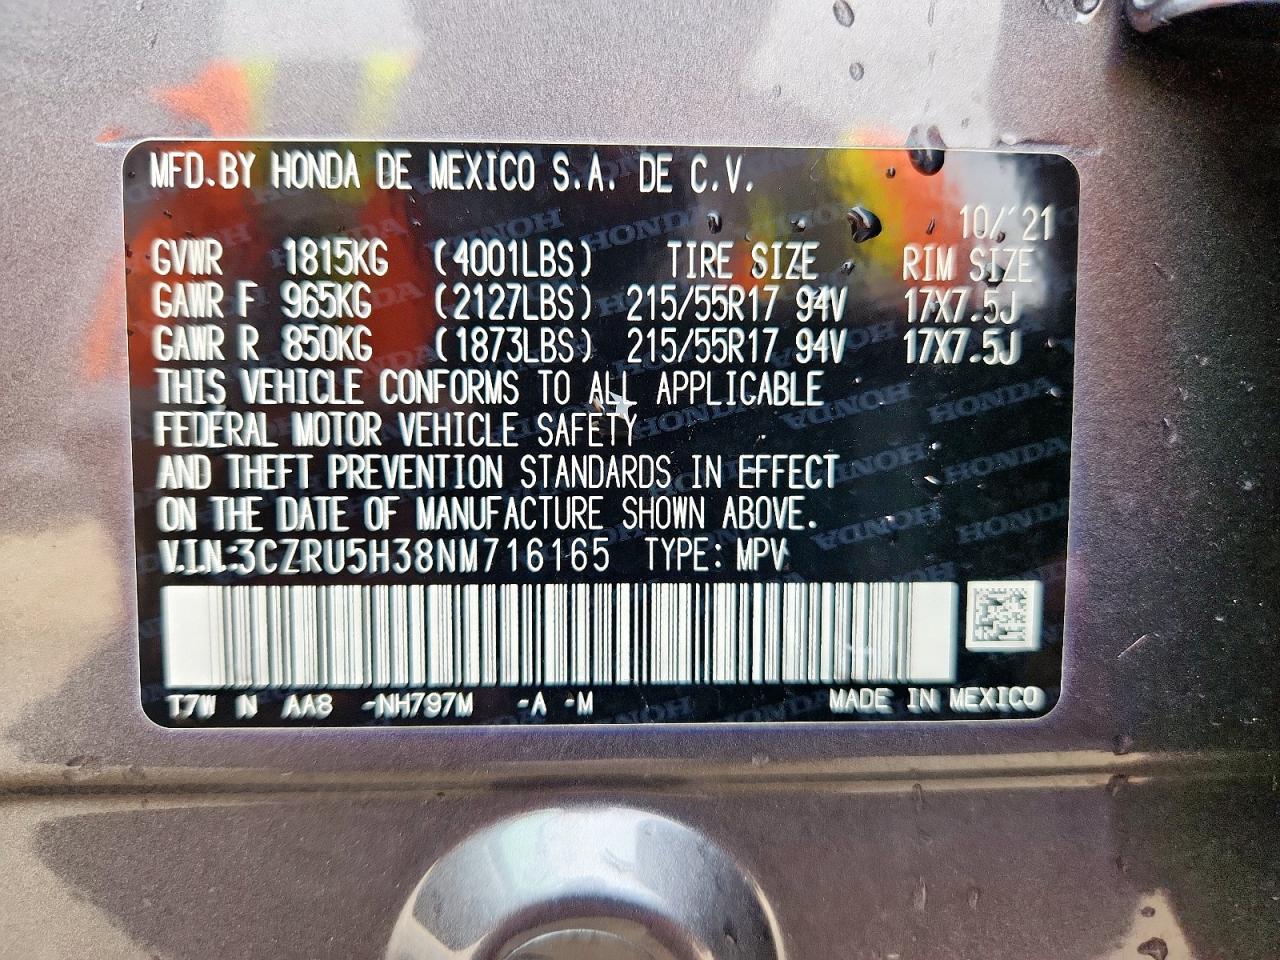 MFD.BY HONDA DE MEXICO S.A. DE C.V.
10/'21
GVWR 1815KG (4001LBS) TIRE SIZE RIM SIZE
GAWR F 965KG (2127LBS) 215/55R17 94V 17X7.5J
GAWR R 850KG (1873LBS) 215/55R17 94V 17X7.5J
THIS VEHICLE CONFORMS TO ALL APPLICABLE
FEDERAL MOTOR VEHICLE SAFETY
AND THEFT PREVENTION STANDARDS IN EFFECT
ON THE DATE OF MANUFACTURE SHOWN ABOVE.
V.I.N:3CZRU5H38NM716165 TYPE: MPV
T7W N AA8 -NH797M -A -M MADE IN MEXICO